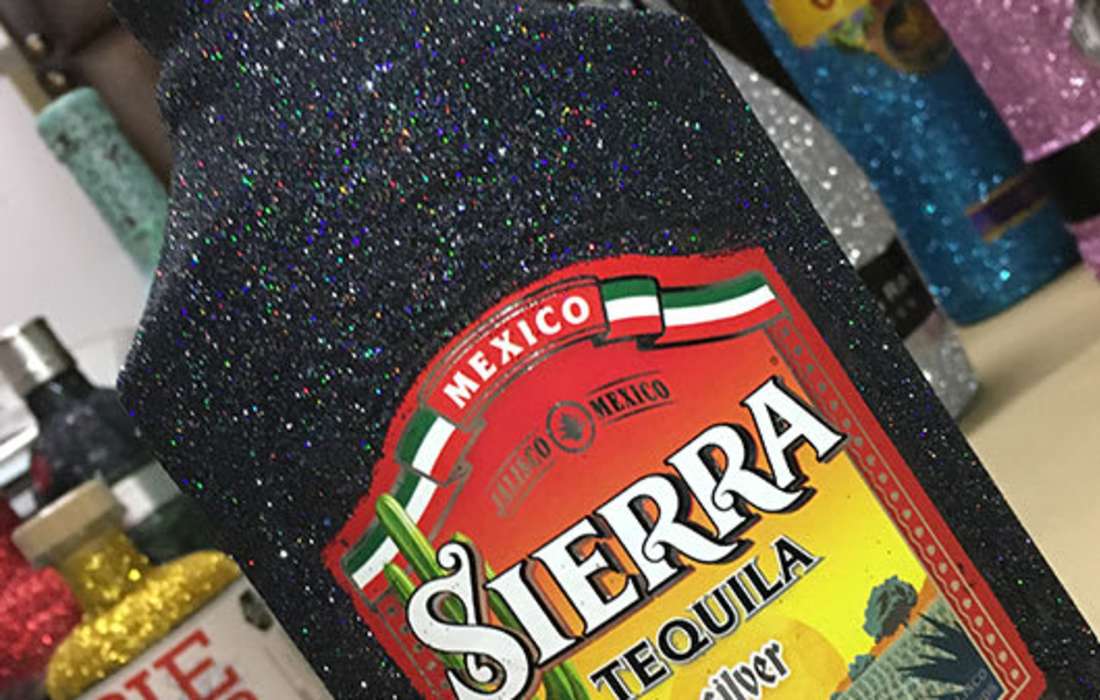 MEXICO
JALISCO MEXICO
SIERRA
TEQUILA
silver